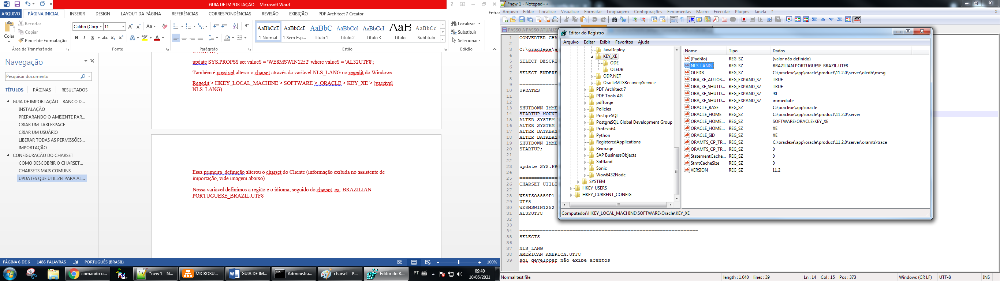 GUIA DE IMPORTAÇÃO - Microsoft Word
ARQUIVO PÁGINA INICIAL INSERIR DESIGN LAYOUT DA PÁGINA REFERÊNCIAS CORRESPONDÊNCIAS REVISÃO EXIBIÇÃO PDF Architect 7 Creator Entrar
Colar
Recortar
Copiar
Pincel de Formatação
Área de Transferência
Calibri (Corp 11
N I S abc x₂ x²
Fonte
Parágrafo
AaBbCcI AaBbCcI AaBbC AaBbCcI AaBbCcI AaB AaBbCcI
¶ Normal ¶ Sem Esp... Título 1 Título 2 Título 3 Título Subtítulo
Estilo
Localizar
Substituir
Selecionar
Edição
Navegação
Pesquisar documento
TÍTULOS PÁGINAS RESULTADOS
GUIA DE IMPORTAÇÃO – BANCO D...
INSTALAÇÃO
PREPARANDO O AMBIENTE PAR...
CRIAR UM TABLESPACE
CRIAR UM USUÁRIO
LIBERAR TODAS AS PERMISSÕES...
IMPORTAÇÃO
CONFIGURAÇÃO DO CHARSET
COMO DESCOBRIR O CHARSET...
CHARSETS MAIS COMUNS
UPDATES QUE UTILIZEI PARA AL...
STARTUP;
update SYS.PROPS$ set value$ = 'WE8MSWIN1252' where value$ = 'AL32UTF8';
Também é possivel alterar o charset através da variável NLS_LANG no regedit do Windows
Regedit > HKEY_LOCAL_MACHINE > SOFTWARE > ORACLE > KEY_XE > (variável
NLS_LANG)
Essa primeira definição alterou o charset do Cliente (informação exibida no assistente de
importação, vide imagem abaixo)
Nessa variável definimos a região e o idioma, seguido do charset, ex: BRAZILIAN
PORTUGUESE_BRAZIL.UTF8
PÁGINA 6 DE 6 1486 PALAVRAS PORTUGUÊS (BRASIL) 100%
comando u... *new 1 - N... MICROSU... GUIA DE IM... Administra... charset - P... Editor do R... PT 09:40
10/05/2021
*new 1 - Notepad++
Arquivo Editar Localizar Visualizar Formatar Linguagem Configurações Ferramentas Macro Executar Plugins Janela ? X
PASSO A PASSO ATUALIZ
1 CONVERTER CHA
2
3 C:\oraclexe\a
4
5 SELECT DESCRI
6
7 SELECT ENDERE
8
9 =============
10 UPDATES
11
12
13 SHUTDOWN IMME
14 STARTUP MOUNT
15 ALTER SYSTEM
16 ALTER SYSTEM
17 ALTER DATABAS
18 ALTER DATABAS
19 SHUTDOWN IMME
20 STARTUP;
21
22
23 update SYS.PR
24
25 =============
26 CHARSET UTILI
27
28 WE8ISO8859P1
29 UTF8
30 WE8MSWIN1252
31 AL32UTF8
32
33
34 =============================================================
35 SELECTS
36
37 NLS_LANG
38 AMERICAN_AMERICA.UTF8
39 sql developer não exibe acentos
Normal text file length : 1.040 lines : 39 Ln : 14 Col : 15 Pos : 373 Windows (CR LF) UTF-8 INS
Editor do Registro
Arquivo Editar Exibir Favoritos Ajuda
JavaDeploy
KEY_XE
ODE
OLEDB
ODP.NET
OracleMTSRecoveryService
PDF Architect 7
PDF Tools AG
pdfforge
Policies
PostgreSQL
PostgreSQL Global Development Group
Protexis64
Python
RegisteredApplications
Reimage
SAP BusinessObjects
Softland
Sonic
Wow6432Node
SYSTEM
HKEY_USERS
HKEY_CURRENT_CONFIG
Nome Tipo Dados
(Padrão) REG_SZ (valor não definido)
NLS_LANG REG_SZ BRAZILIAN PORTUGUESE_BRAZIL.UTF8
OLEDB REG_SZ C:\oraclexe\app\oracle\product\11.2.0\server\oledb\mesg
ORA_XE_AUTOS... REG_EXPAND_SZ TRUE
ORA_XE_SHUTD... REG_EXPAND_SZ TRUE
ORA_XE_SHUTD... REG_EXPAND_SZ 90
ORA_XE_SHUTD... REG_EXPAND_SZ immediate
ORACLE_BASE REG_SZ C:\oraclexe\app\oracle
ORACLE_HOME REG_SZ C:\oraclexe\app\oracle\product\11.2.0\server
ORACLE_HOME... REG_SZ SOFTWARE\ORACLE\KEY_XE
ORACLE_HOME... REG_SZ XE
ORACLE_SID REG_SZ XE
ORAMTS_CP_TR... REG_SZ C:\oraclexe\app\oracle\product\11.2.0\server\oramts\trace
ORAMTS_CP_TR... REG_SZ 0
StatementCache... REG_SZ 0
StmtCacheSize REG_SZ 0
VERSION REG_SZ 11.2
Computador\HKEY_LOCAL_MACHINE\SOFTWARE\Oracle\KEY_XE